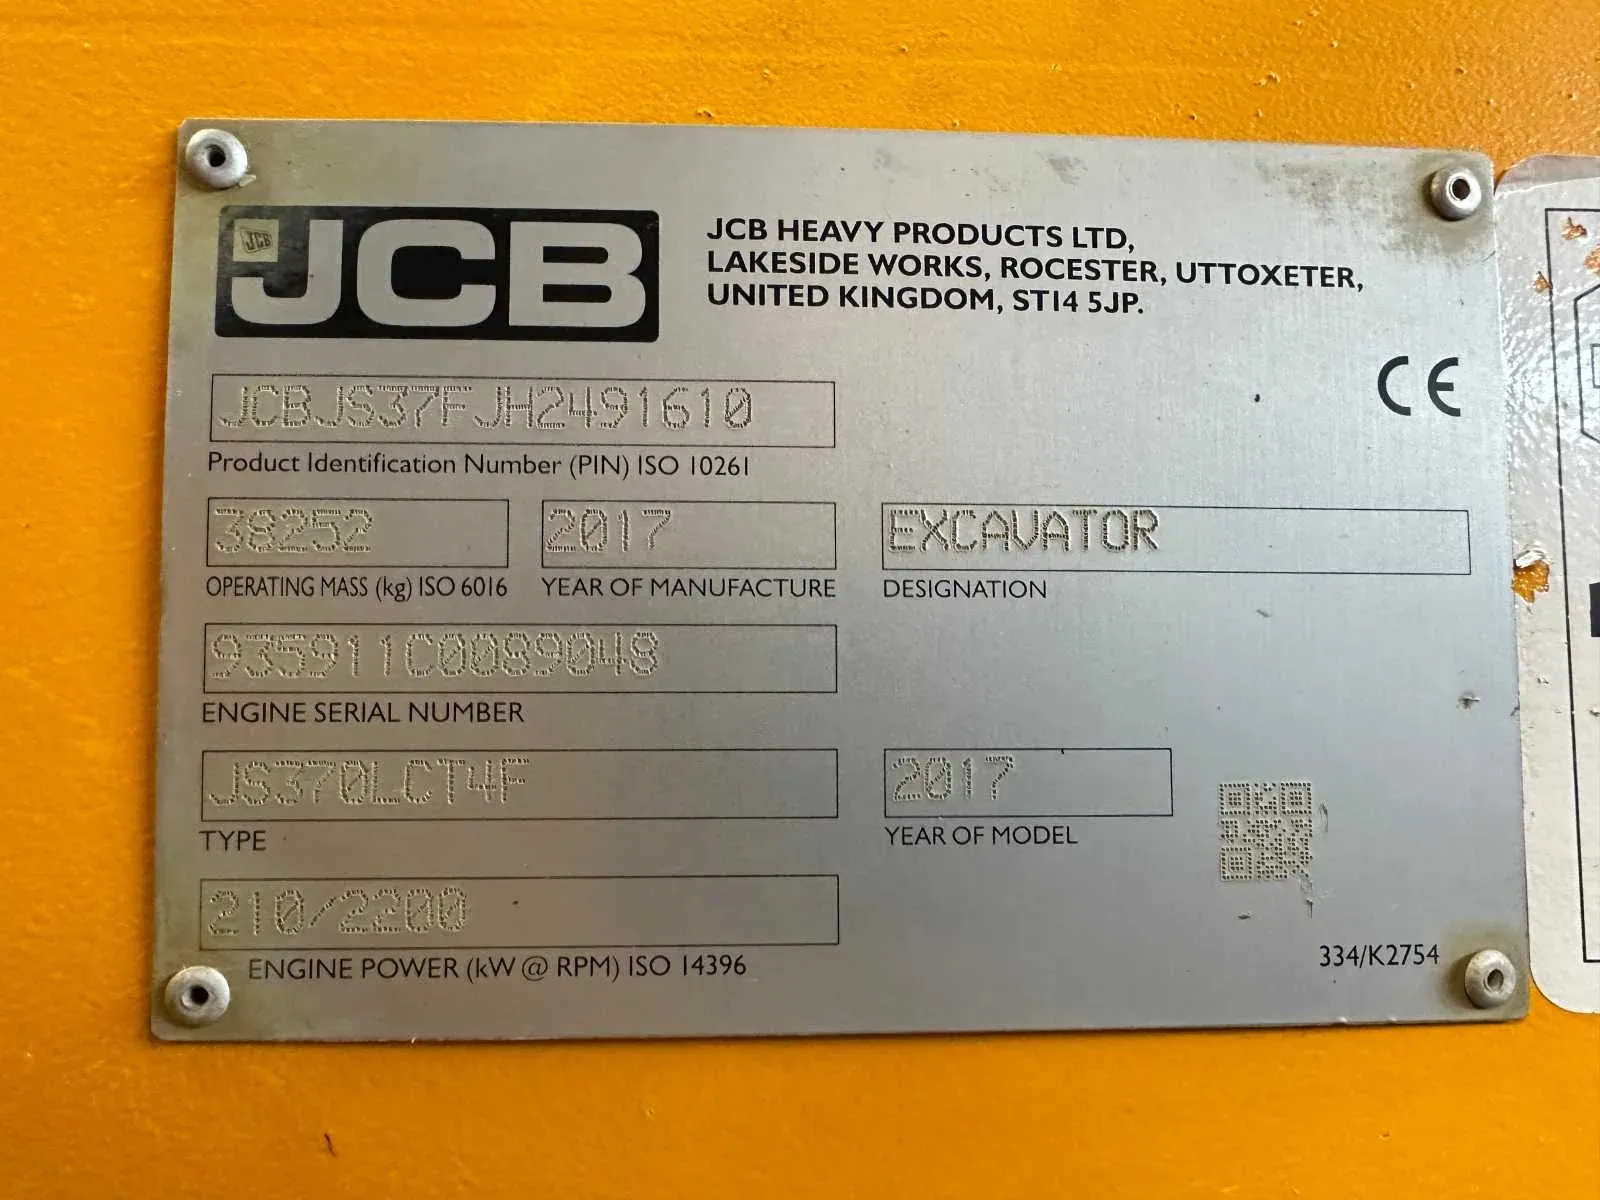 JCB
JCB HEAVY PRODUCTS LTD,
LAKESIDE WORKS, ROCESTER, UTTOXETER,
UNITED KINGDOM, ST14 5JP.
CE
JCBJS37FJH2491610
Product Identification Number (PIN) ISO 10261
38252
OPERATING MASS (kg) ISO 6016
2017
YEAR OF MANUFACTURE
EXCAVATOR
DESIGNATION
935911C0089048
ENGINE SERIAL NUMBER
JS370LCT4F
TYPE
2017
YEAR OF MODEL
210/2200
ENGINE POWER (kW @ RPM) ISO 14396
334/K2754